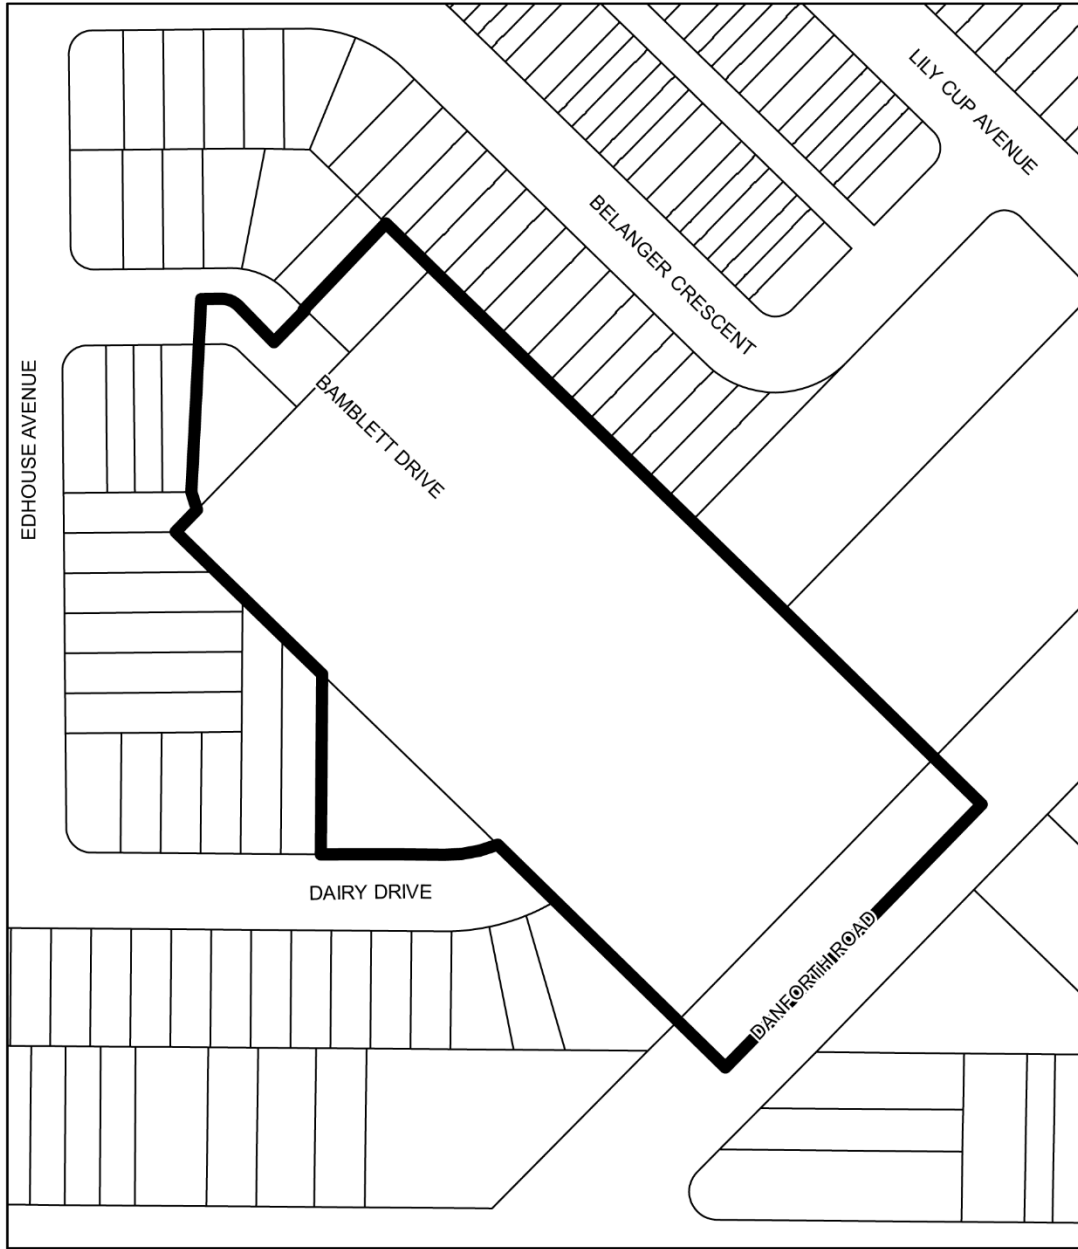 LILY CUP AVENUE
BELANGER CRESCENT
EDHOUSE AVENUE
BAMBLETT DRIVE
DAIRY DRIVE
DANFORTH ROAD